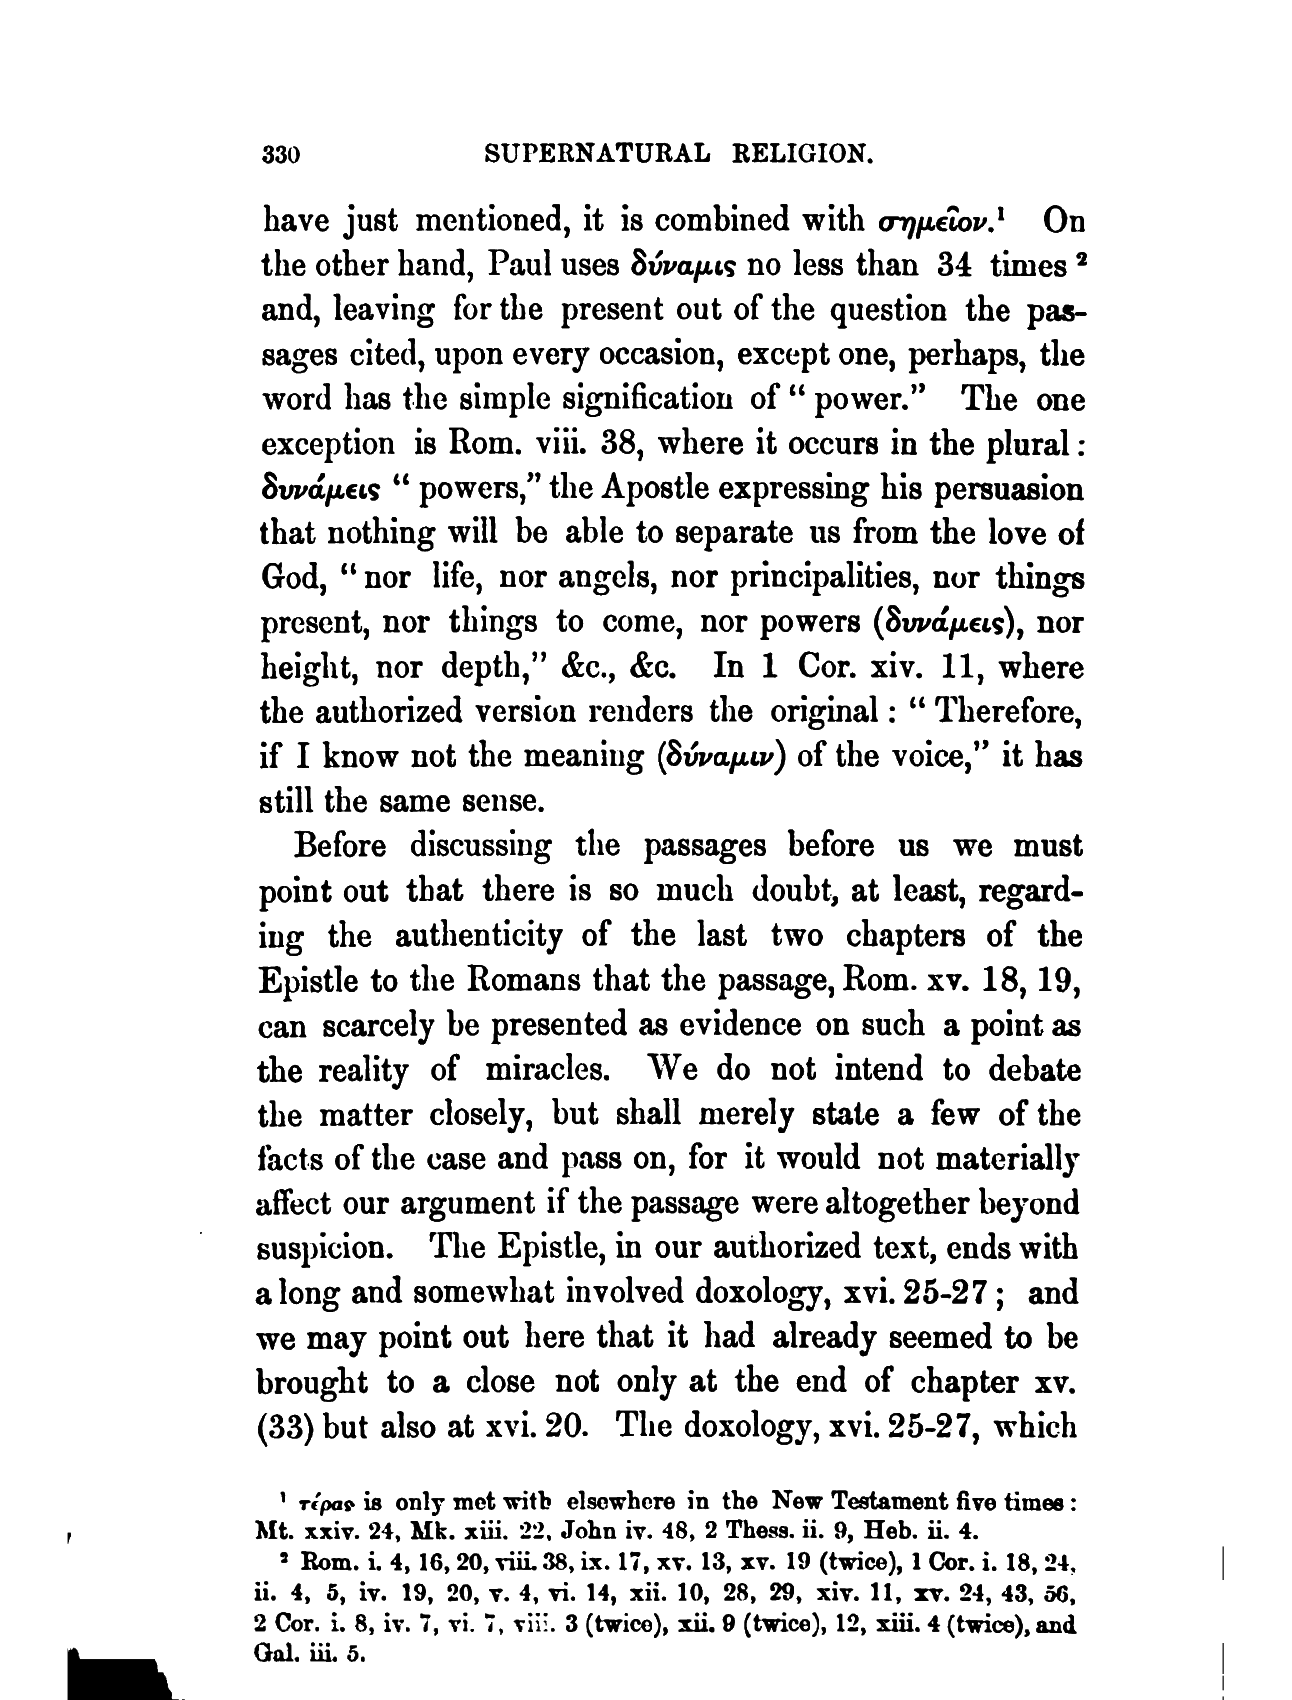 330 SUPERNATURAL RELIGION.
have just mentioned, it is combined with σημεῖον.¹ On
the other hand, Paul uses δύναμις no less than 34 times ²
and, leaving for the present out of the question the pas-
sages cited, upon every occasion, except one, perhaps, the
word has the simple signification of “ power.” The one
exception is Rom. viii. 38, where it occurs in the plural :
δυνάμεις “ powers,” the Apostle expressing his persuasion
that nothing will be able to separate us from the love of
God, “ nor life, nor angels, nor principalities, nor things
present, nor things to come, nor powers (δυνάμεις), nor
height, nor depth,” &c., &c. In 1 Cor. xiv. 11, where
the authorized version renders the original : “ Therefore,
if I know not the meaning (δύναμιν) of the voice,” it has
still the same sense.
Before discussing the passages before us we must
point out that there is so much doubt, at least, regard-
ing the authenticity of the last two chapters of the
Epistle to the Romans that the passage, Rom. xv. 18, 19,
can scarcely be presented as evidence on such a point as
the reality of miracles. We do not intend to debate
the matter closely, but shall merely state a few of the
facts of the case and pass on, for it would not materially
affect our argument if the passage were altogether beyond
suspicion. The Epistle, in our authorized text, ends with
a long and somewhat involved doxology, xvi. 25-27 ; and
we may point out here that it had already seemed to be
brought to a close not only at the end of chapter xv.
(33) but also at xvi. 20. The doxology, xvi. 25-27, which
¹ τέρας is only met with elsewhere in the New Testament five times :
Mt. xxiv. 24, Mk. xiii. 22, John iv. 48, 2 Thess. ii. 9, Heb. ii. 4.
² Rom. i. 4, 16, 20, viii. 38, ix. 17, xv. 13, xv. 19 (twice), 1 Cor. i. 18, 24,
ii. 4, 5, iv. 19, 20, v. 4, vi. 14, xii. 10, 28, 29, xiv. 11, xv. 24, 43, 56,
2 Cor. i. 8, iv. 7, vi. 7, viii. 3 (twice), xii. 9 (twice), 12, xiii. 4 (twice), and
Gal. iii. 5.